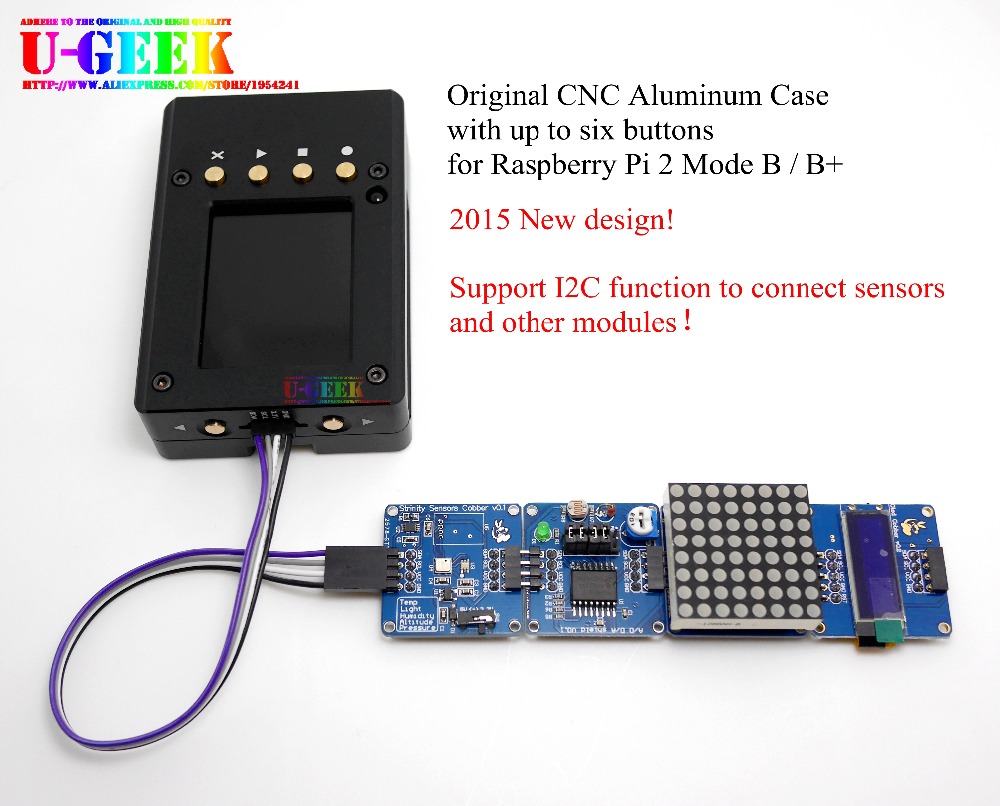 ADHERE TO THE ORIGINAL AND HIGH QUALITY
U-GEEK
HTTP://WWW.ALIEXPRESS.COM/STORE/1954241
Original CNC Aluminum Case
with up to six buttons
for Raspberry Pi 2 Mode B / B+
2015 New design!
Support I2C function to connect sensors
and other modules!
U-GEEK
Strinity Sensors Cobber v0.1
Temp
Light
Humidity
Altitude
Pressure
A/D D/A shield V0.1